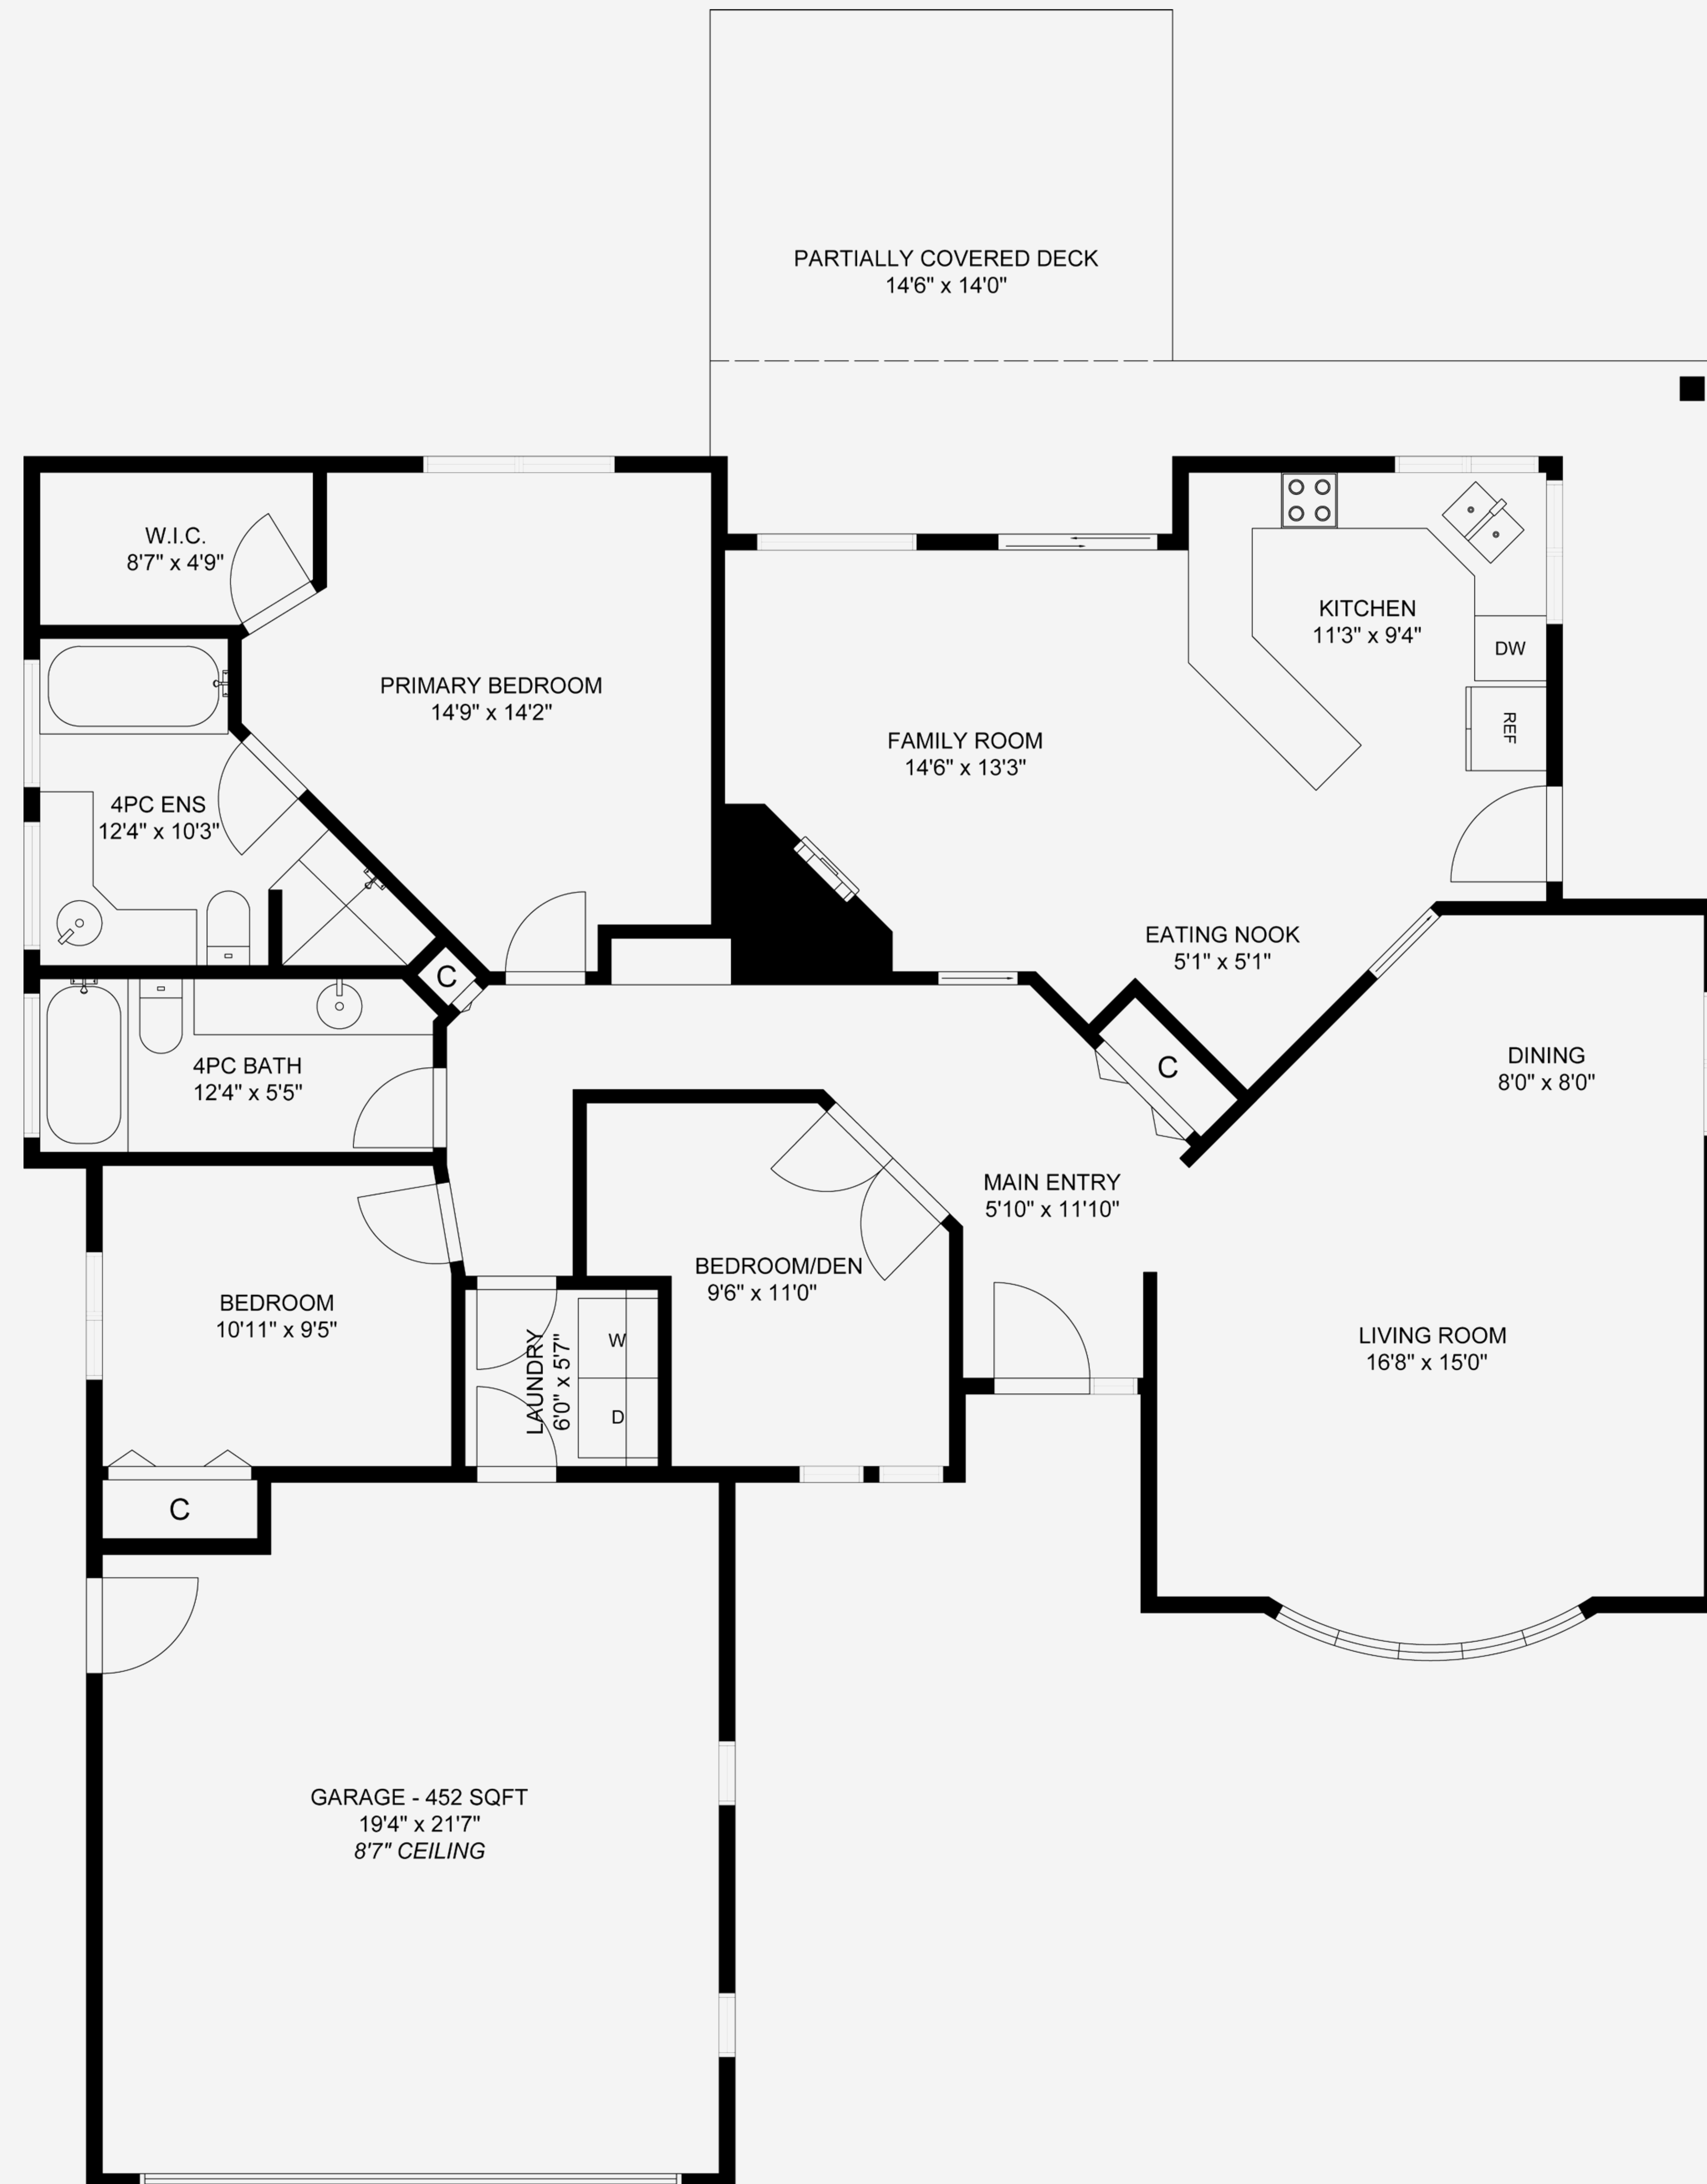 PARTIALLY COVERED DECK
14'6" x 14'0"
W.I.C.
8'7" x 4'9"
PRIMARY BEDROOM
14'9" x 14'2"
KITCHEN
11'3" x 9'4"
DW
REF
FAMILY ROOM
14'6" x 13'3"
4PC ENS
12'4" x 10'3"
EATING NOOK
5'1" x 5'1"
C
4PC BATH
12'4" x 5'5"
C
DINING
8'0" x 8'0"
MAIN ENTRY
5'10" x 11'10"
BEDROOM/DEN
9'6" x 11'0"
BEDROOM
10'11" x 9'5"
LAUNDRY
6'0" x 5'7"
W
D
LIVING ROOM
16'8" x 15'0"
C
GARAGE - 452 SQFT
19'4" x 21'7"
8'7" CEILING